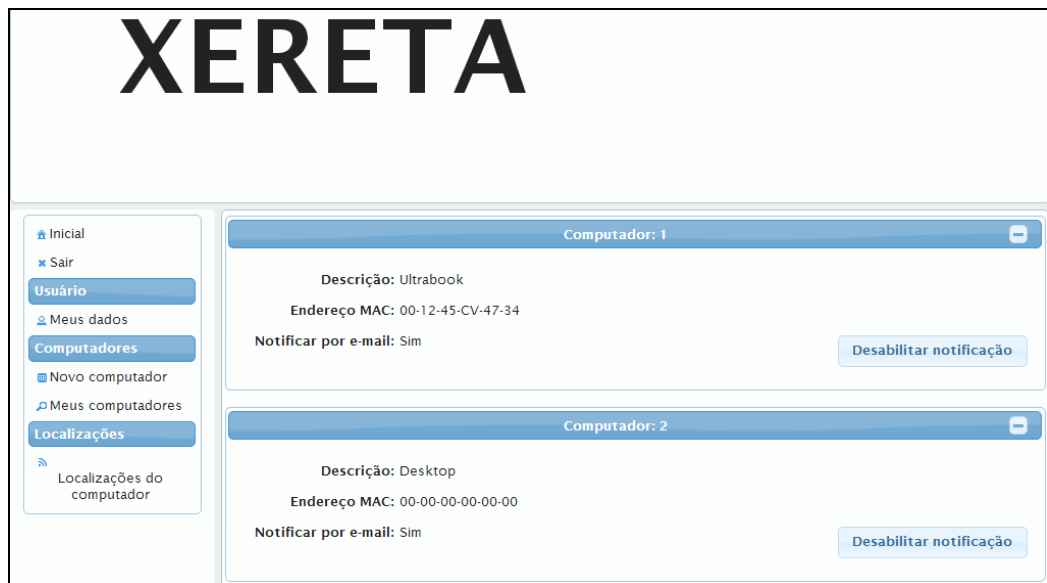 XERETA
Inicial
Sair
Usuário
Meus dados
Computadores
Novo computador
Meus computadores
Localizações
Localizações do
computador
Computador: 1
Descrição: Ultrabook
Endereço MAC: 00-12-45-CV-47-34
Notificar por e-mail: Sim
Desabilitar notificação
Computador: 2
Descrição: Desktop
Endereço MAC: 00-00-00-00-00-00
Notificar por e-mail: Sim
Desabilitar notificação